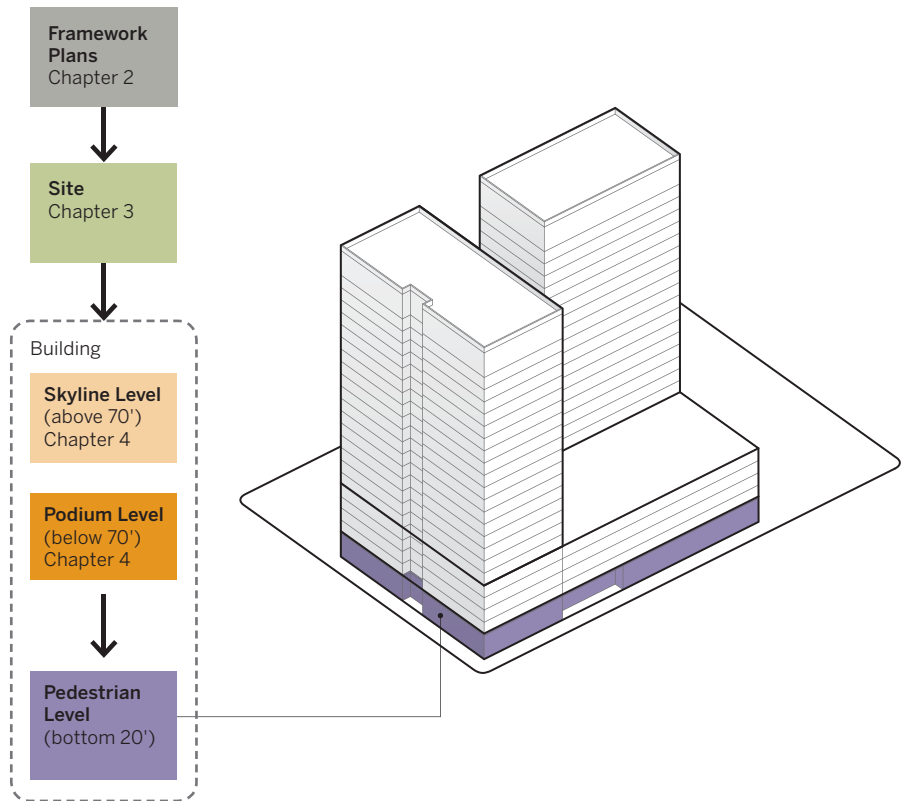 Framework
Plans
Chapter 2
Site
Chapter 3
Building
Skyline Level
(above 70')
Chapter 4
Podium Level
(below 70')
Chapter 4
Pedestrian
Level
(bottom 20')